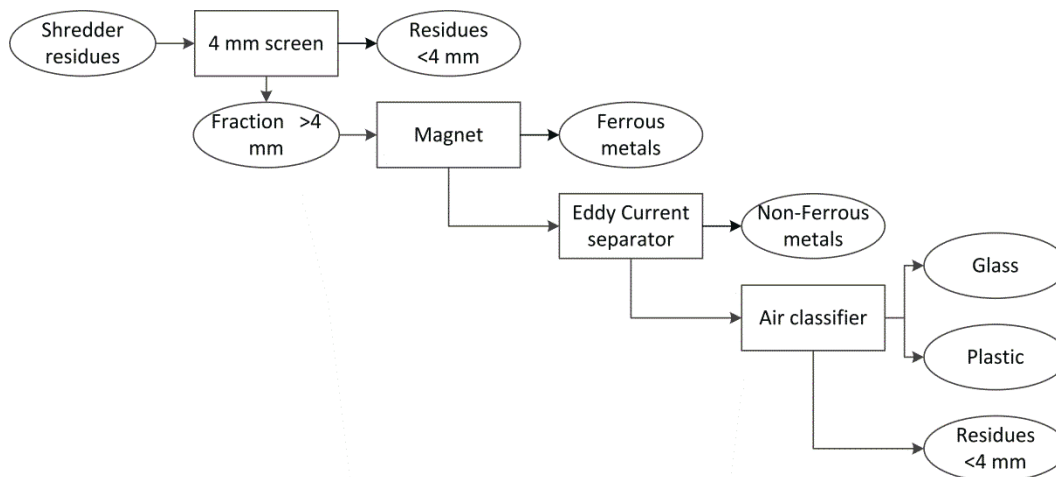 Shredder
residues
4 mm screen
Residues
<4 mm
Fraction >4
mm
Magnet
Ferrous
metals
Eddy Current
separator
Non-Ferrous
metals
Glass
Air classifier
Plastic
Residues
<4 mm